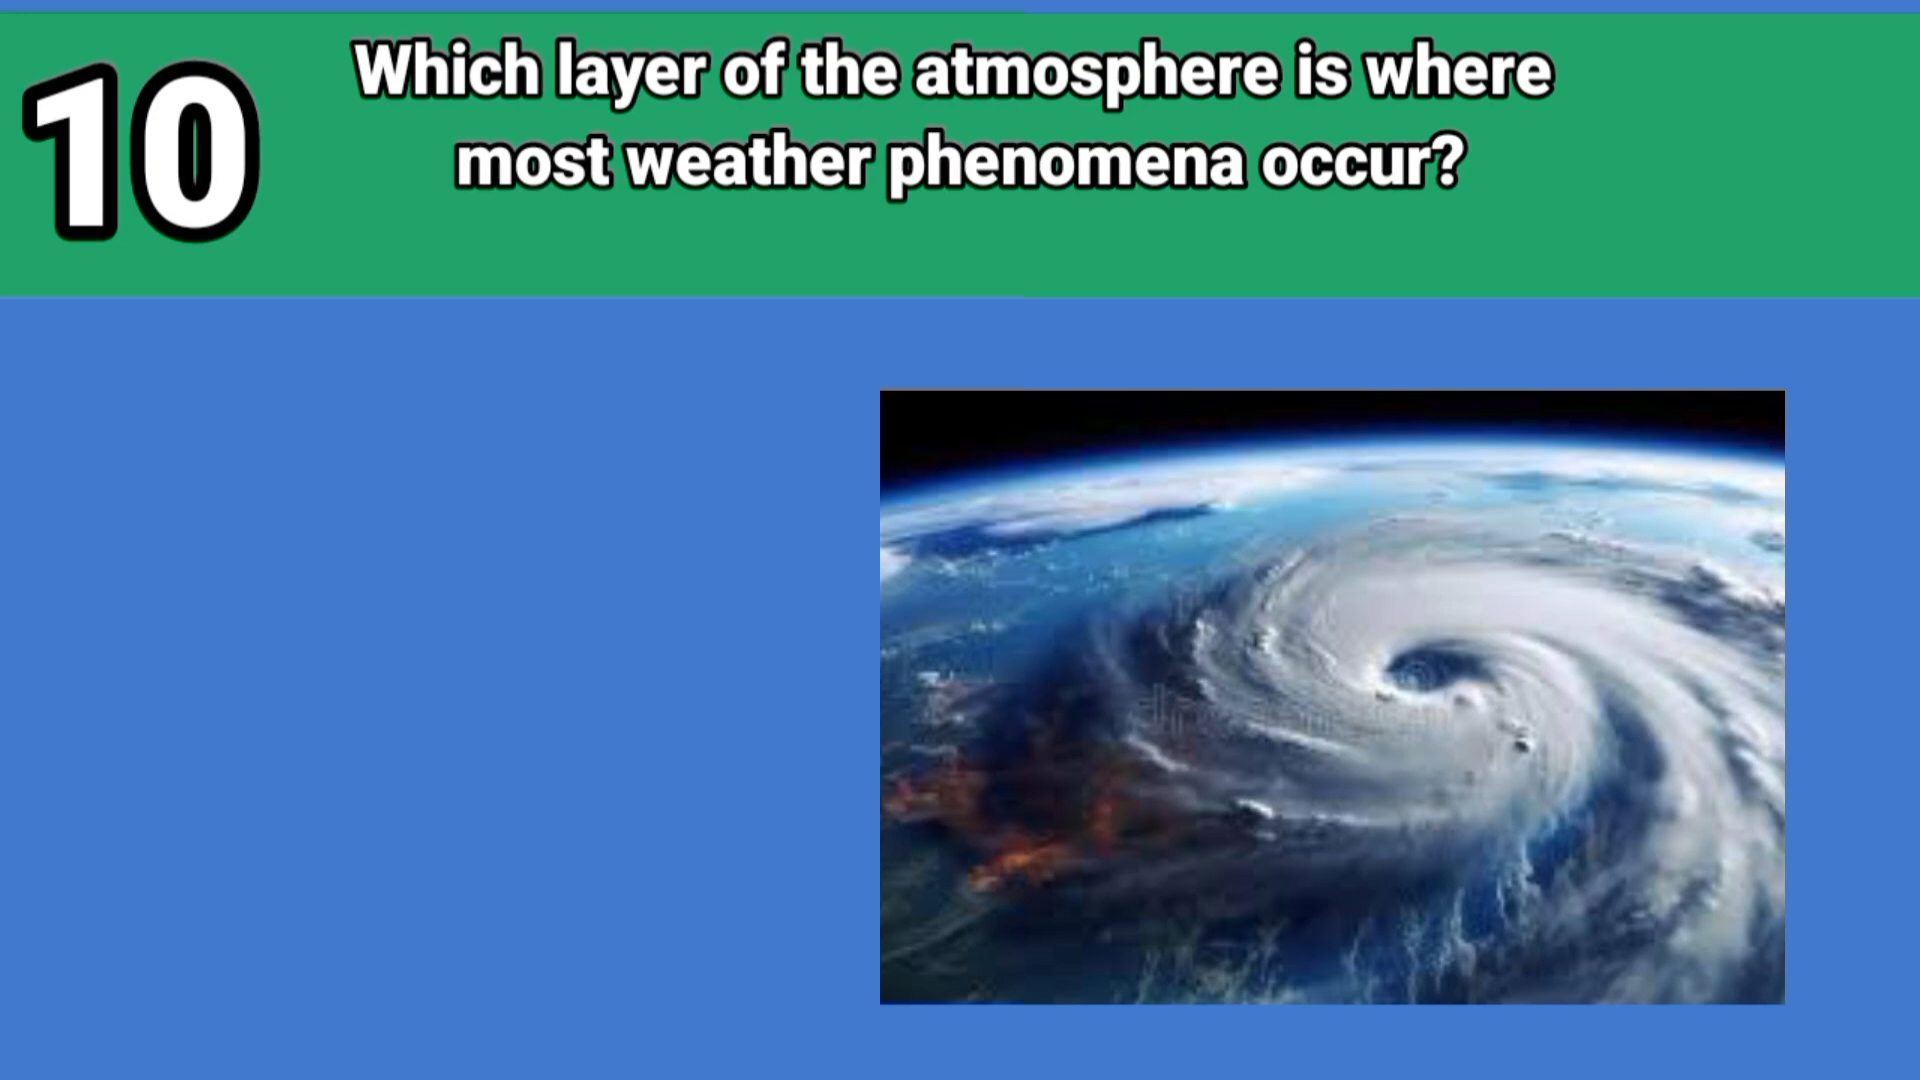 10
Which layer of the atmosphere is where
most weather phenomena occur?